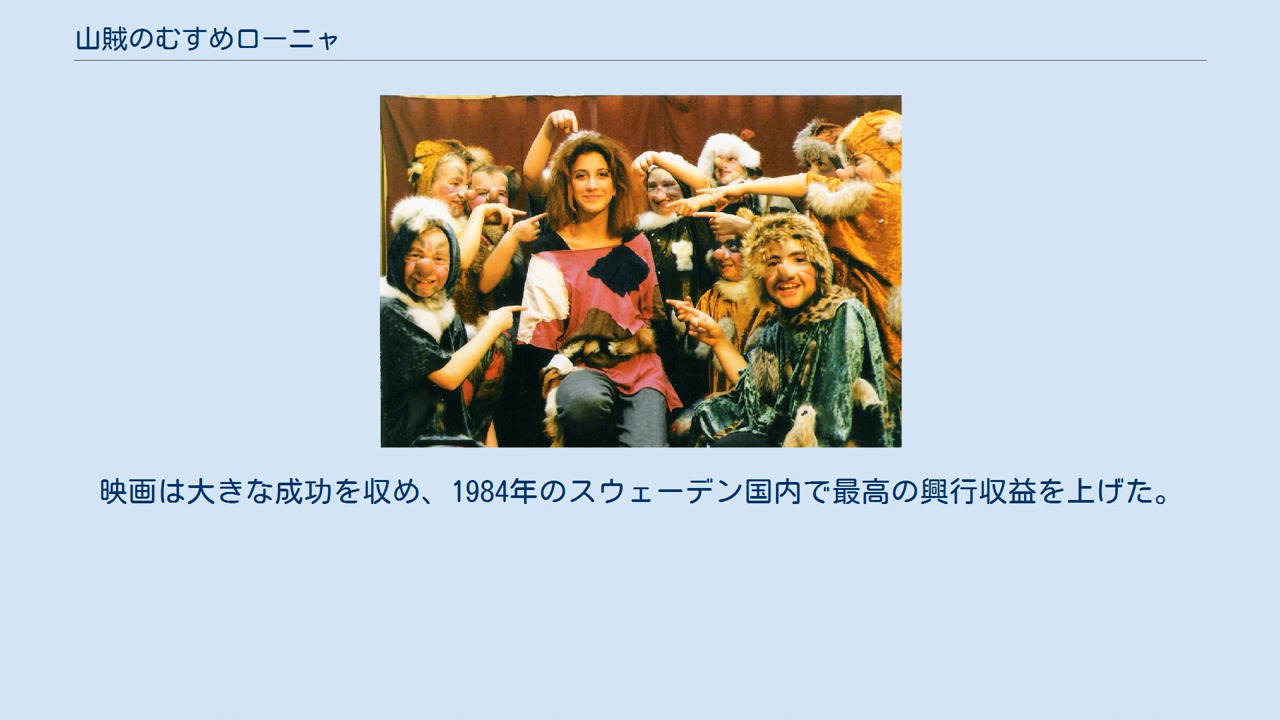 山賊のむすめローニャ
映画は大きな成功を収め、1984年のスウェーデン国内で最高の興行収益を上げた。